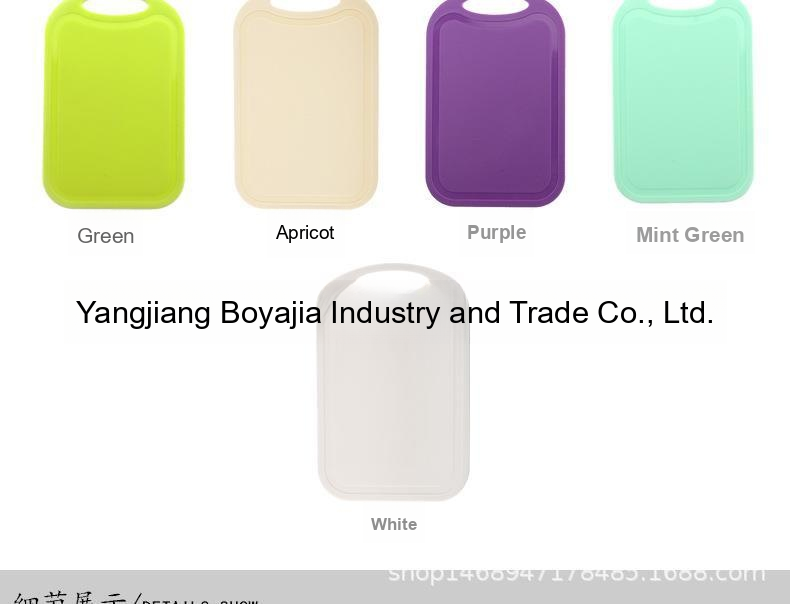 Green
Apricot
Purple
Mint Green
Yangjiang Boyajia Industry and Trade Co., Ltd.
White
shop1468947178485.1688.com
细节展示/DETAILS SHOW